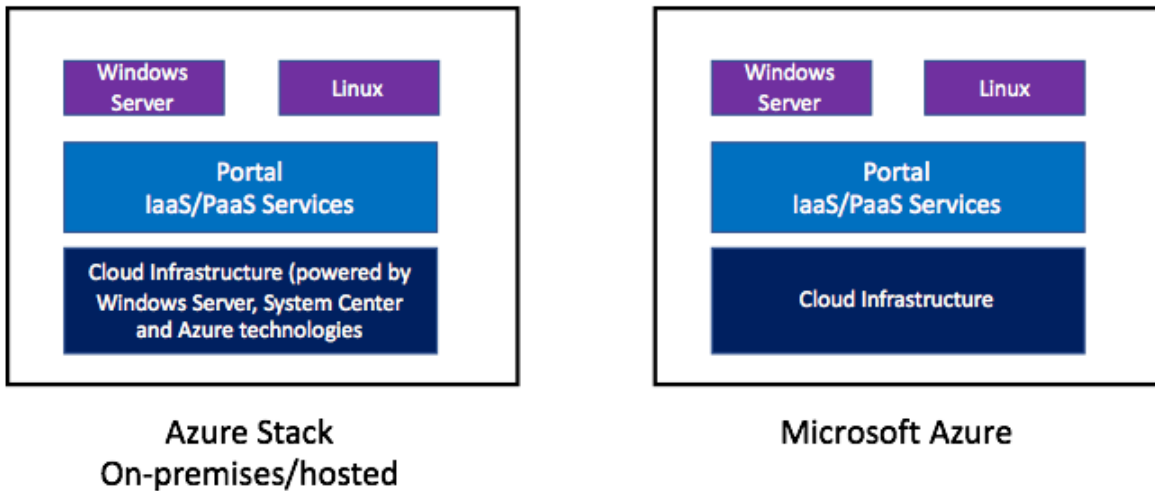 Windows
Server
Linux
Portal
IaaS/PaaS Services
Cloud Infrastructure (powered by
Windows Server, System Center
and Azure technologies
Azure Stack
On-premises/hosted
Windows
Server
Linux
Portal
IaaS/PaaS Services
Cloud Infrastructure
Microsoft Azure